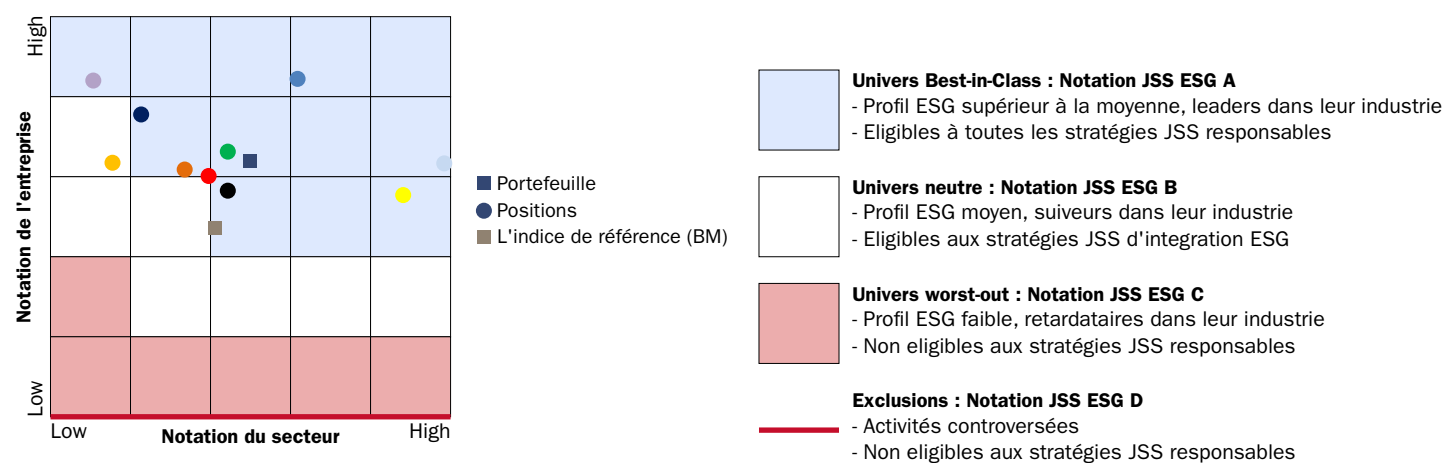 High
Notation de l'entreprise
Low
Low
Notation du secteur
High
Portefeuille
Positions
L'indice de référence (BM)
Univers Best-in-Class : Notation JSS ESG A
- Profil ESG supérieur à la moyenne, leaders dans leur industrie
- Eligibles à toutes les stratégies JSS responsables
Univers neutre : Notation JSS ESG B
- Profil ESG moyen, suiveurs dans leur industrie
- Eligibles aux stratégies JSS d'integration ESG
Univers worst-out : Notation JSS ESG C
- Profil ESG faible, retardataires dans leur industrie
- Non eligibles aux stratégies JSS responsables
Exclusions : Notation JSS ESG D
- Activités controversées
- Non eligibles aux stratégies JSS responsables